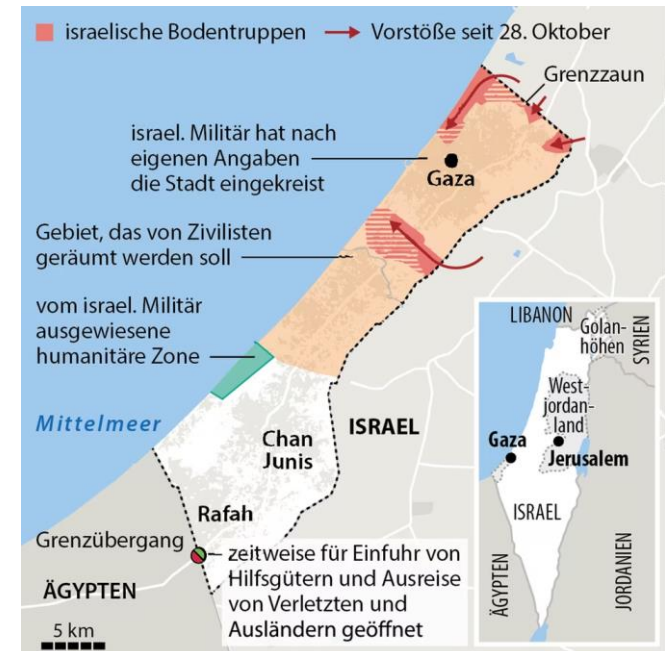 israelische Bodentruppen → Vorstöße seit 28. Oktober
Grenzzaun
israel. Militär hat nach
eigenen Angaben
die Stadt eingekreist
Gaza
Gebiet, das von Zivilisten
geräumt werden soll
vom israel. Militär
ausgewiesene
humanitäre Zone
Mittelmeer
Chan
Junis
ISRAEL
Rafah
Grenzübergang
zeitweise für Einfuhr von
Hilfsgütern und Ausreise
von Verletzten und
Ausländern geöffnet
ÄGYPTEN
5 km
LIBANON
Golan-
höhen
SYRIEN
West-
jordan-
land
Gaza
Jerusalem
ISRAEL
ÄGYPTEN
JORDANIEN